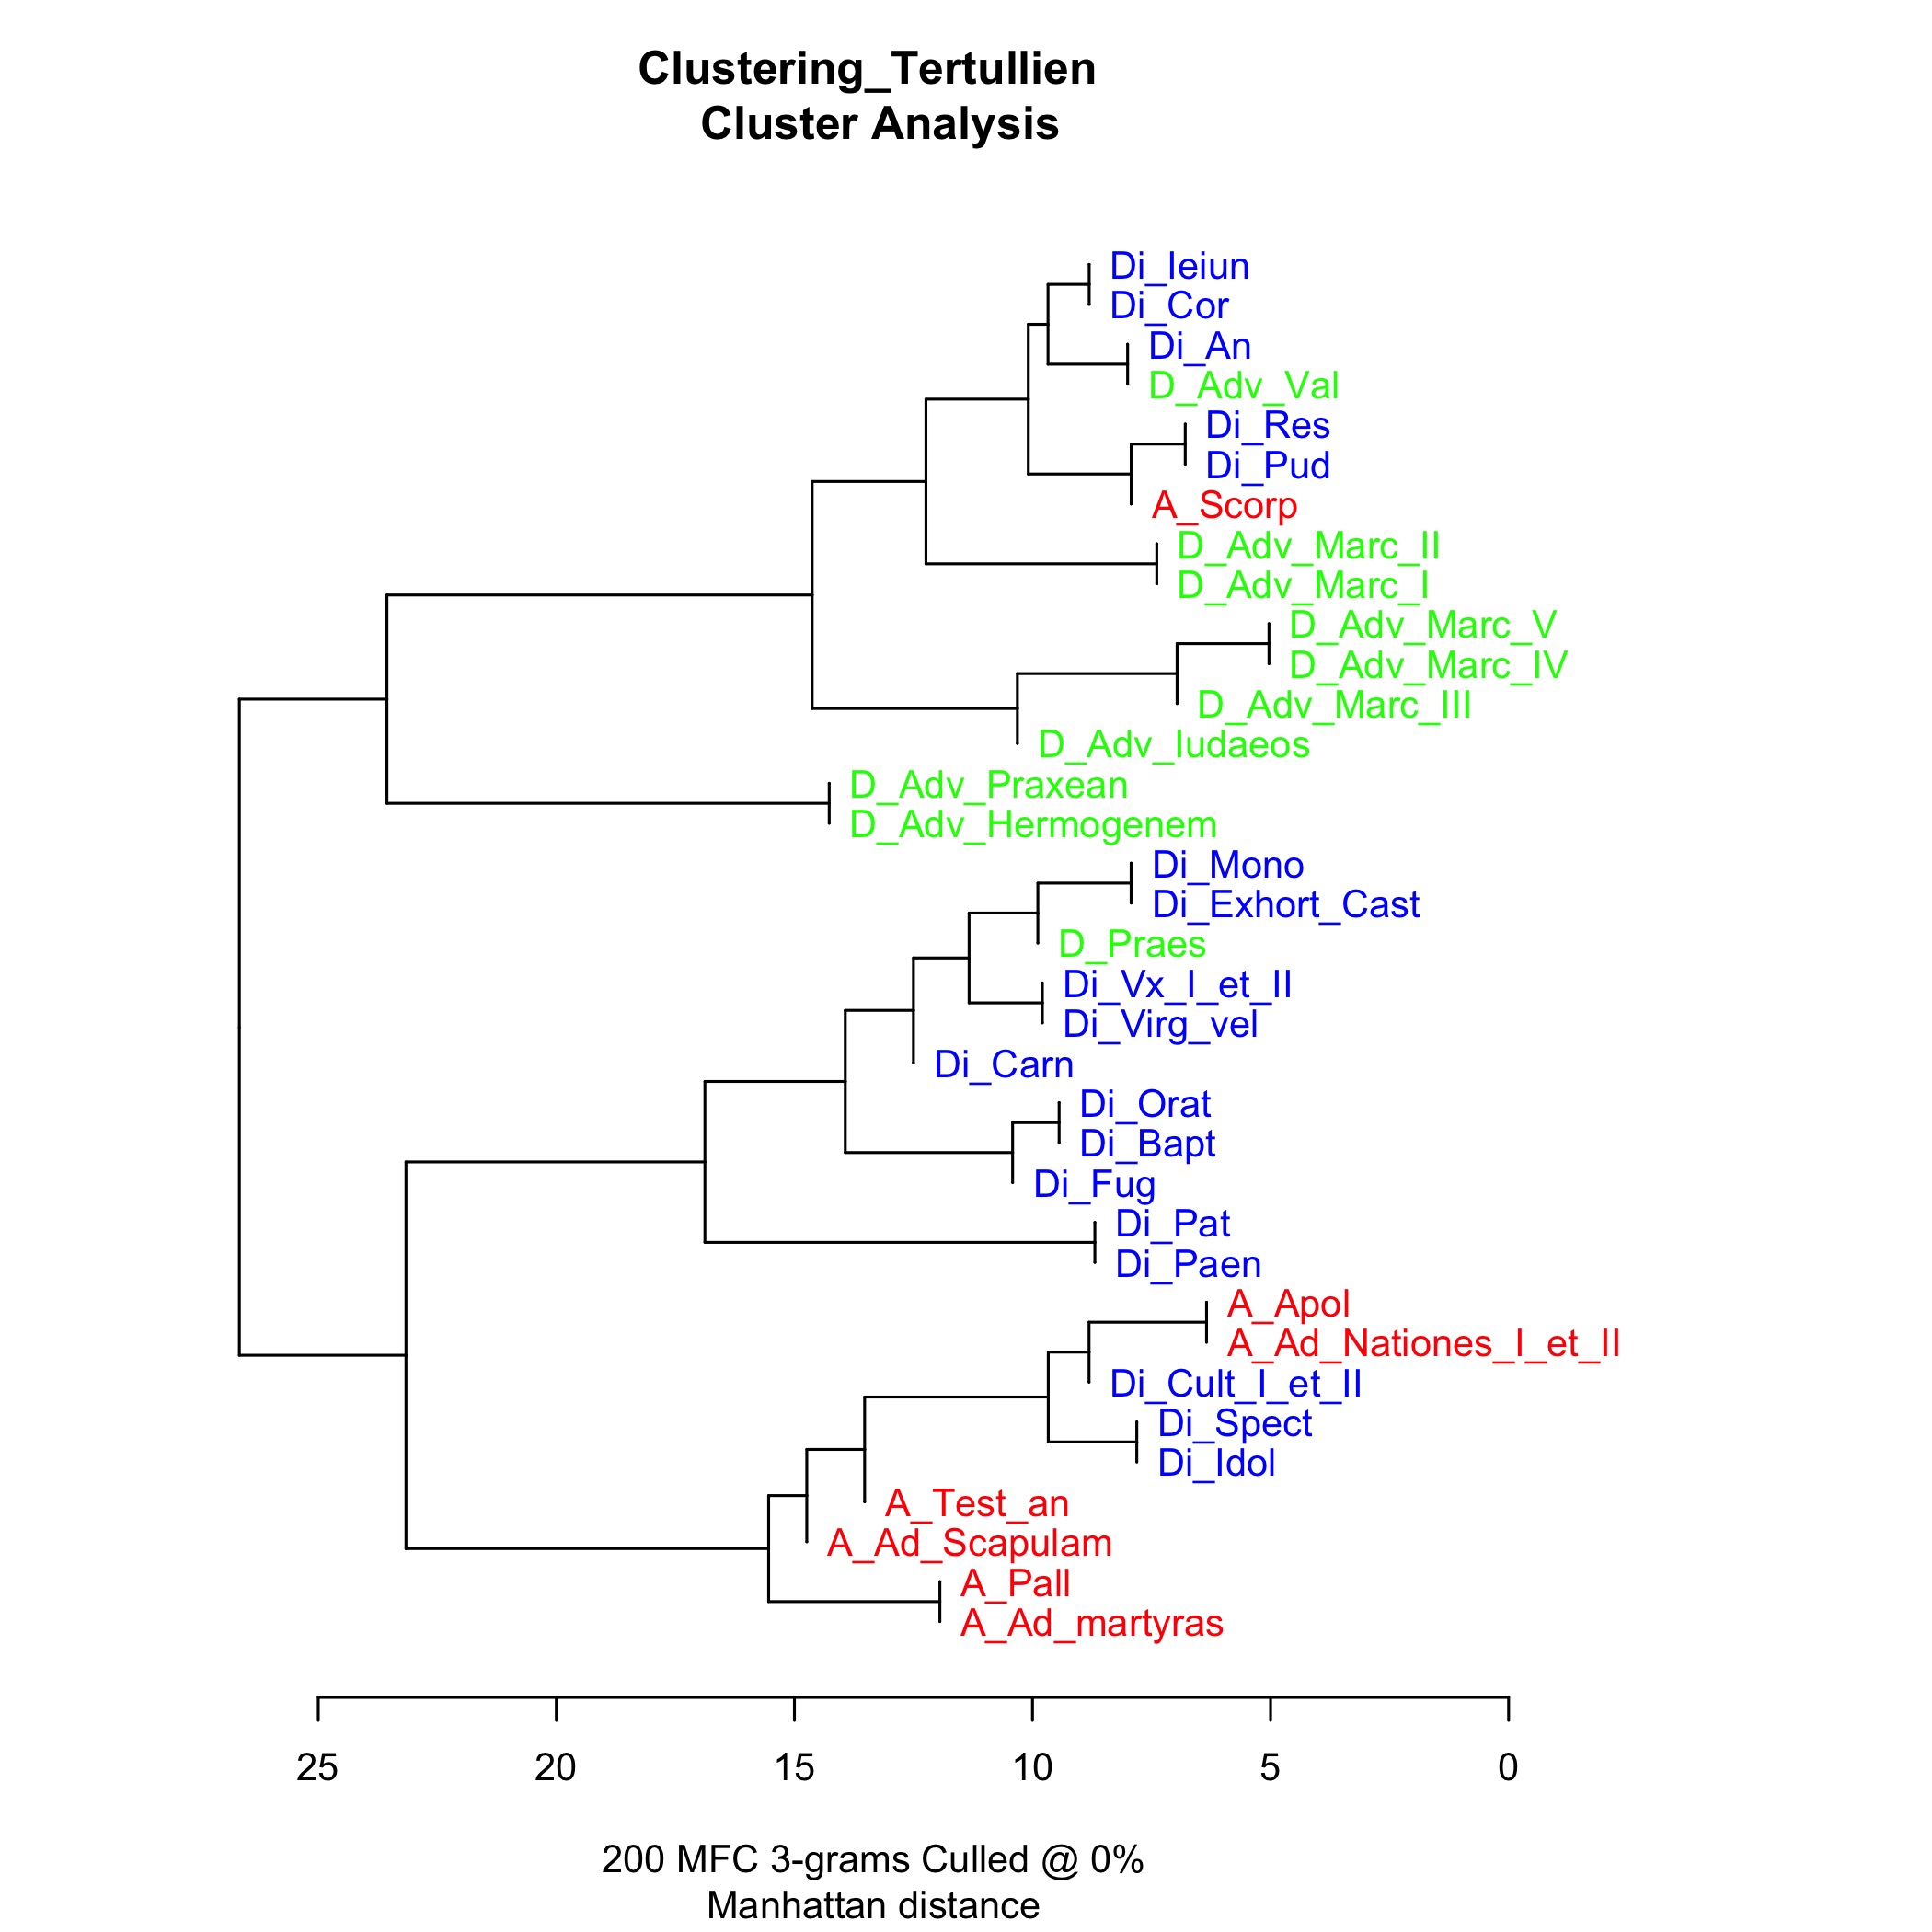 Clustering_Tertullien
Cluster Analysis
Di_Ieiun
Di_Cor
Di_An
D_Adv_Val
Di_Res
Di_Pud
A_Scorp
D_Adv_Marc_II
D_Adv_Marc_I
D_Adv_Marc_V
D_Adv_Marc_IV
D_Adv_Marc_III
D_Adv_Iudaeos
D_Adv_Praxean
D_Adv_Hermogenem
Di_Mono
Di_Exhort_Cast
D_Praes
Di_Vx_I_et_II
Di_Virg_vel
Di_Carn
Di_Orat
Di_Bapt
Di_Fug
Di_Pat
Di_Paen
A_Apol
A_Ad_Nationes_I_et_II
Di_Cult_I_et_II
Di_Spect
Di_Idol
A_Test_an
A_Ad_Scapulam
A_Pall
A_Ad_martyras
25 20 15 10 5 0
200 MFC 3-grams Culled @ 0%
Manhattan distance